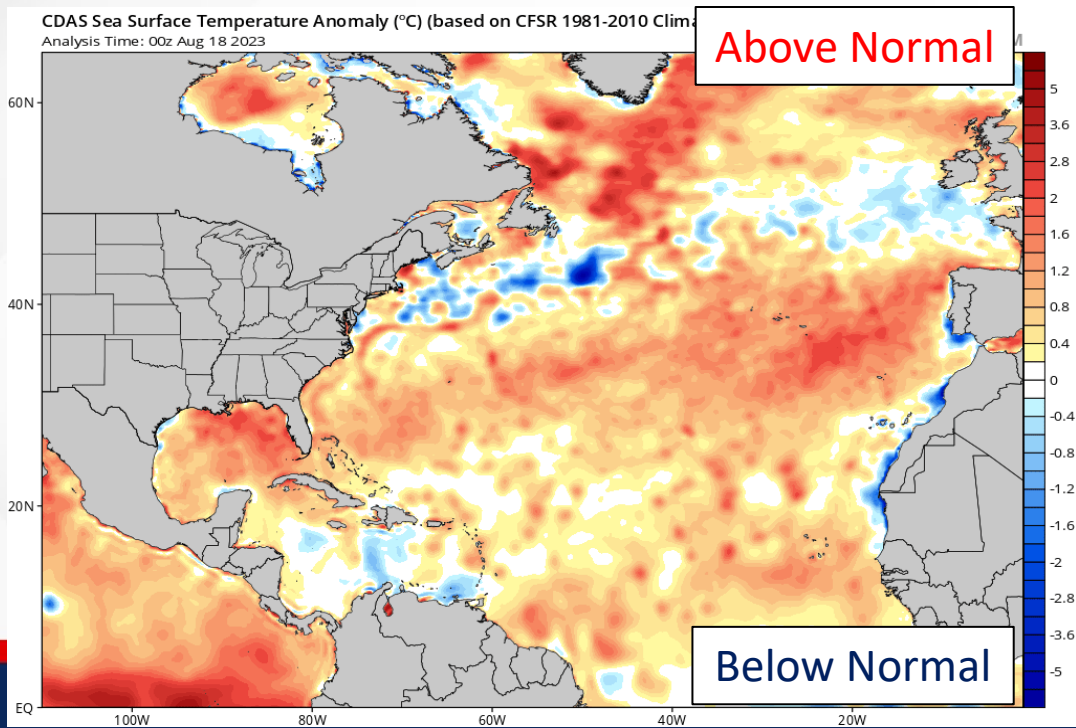 CDAS Sea Surface Temperature Anomaly (°C) (based on CFSR 1981-2010
Analysis Time: 00z Aug 18 2023
Above Normal
60N
40N
20N
EQ
100W
80W
60W
40W
20W
5
3.6
2.8
2
1.6
1.2
0.8
0.4
0
-0.4
-0.8
-1.2
-1.6
-2
-2.8
-3.6
-5
Below Normal